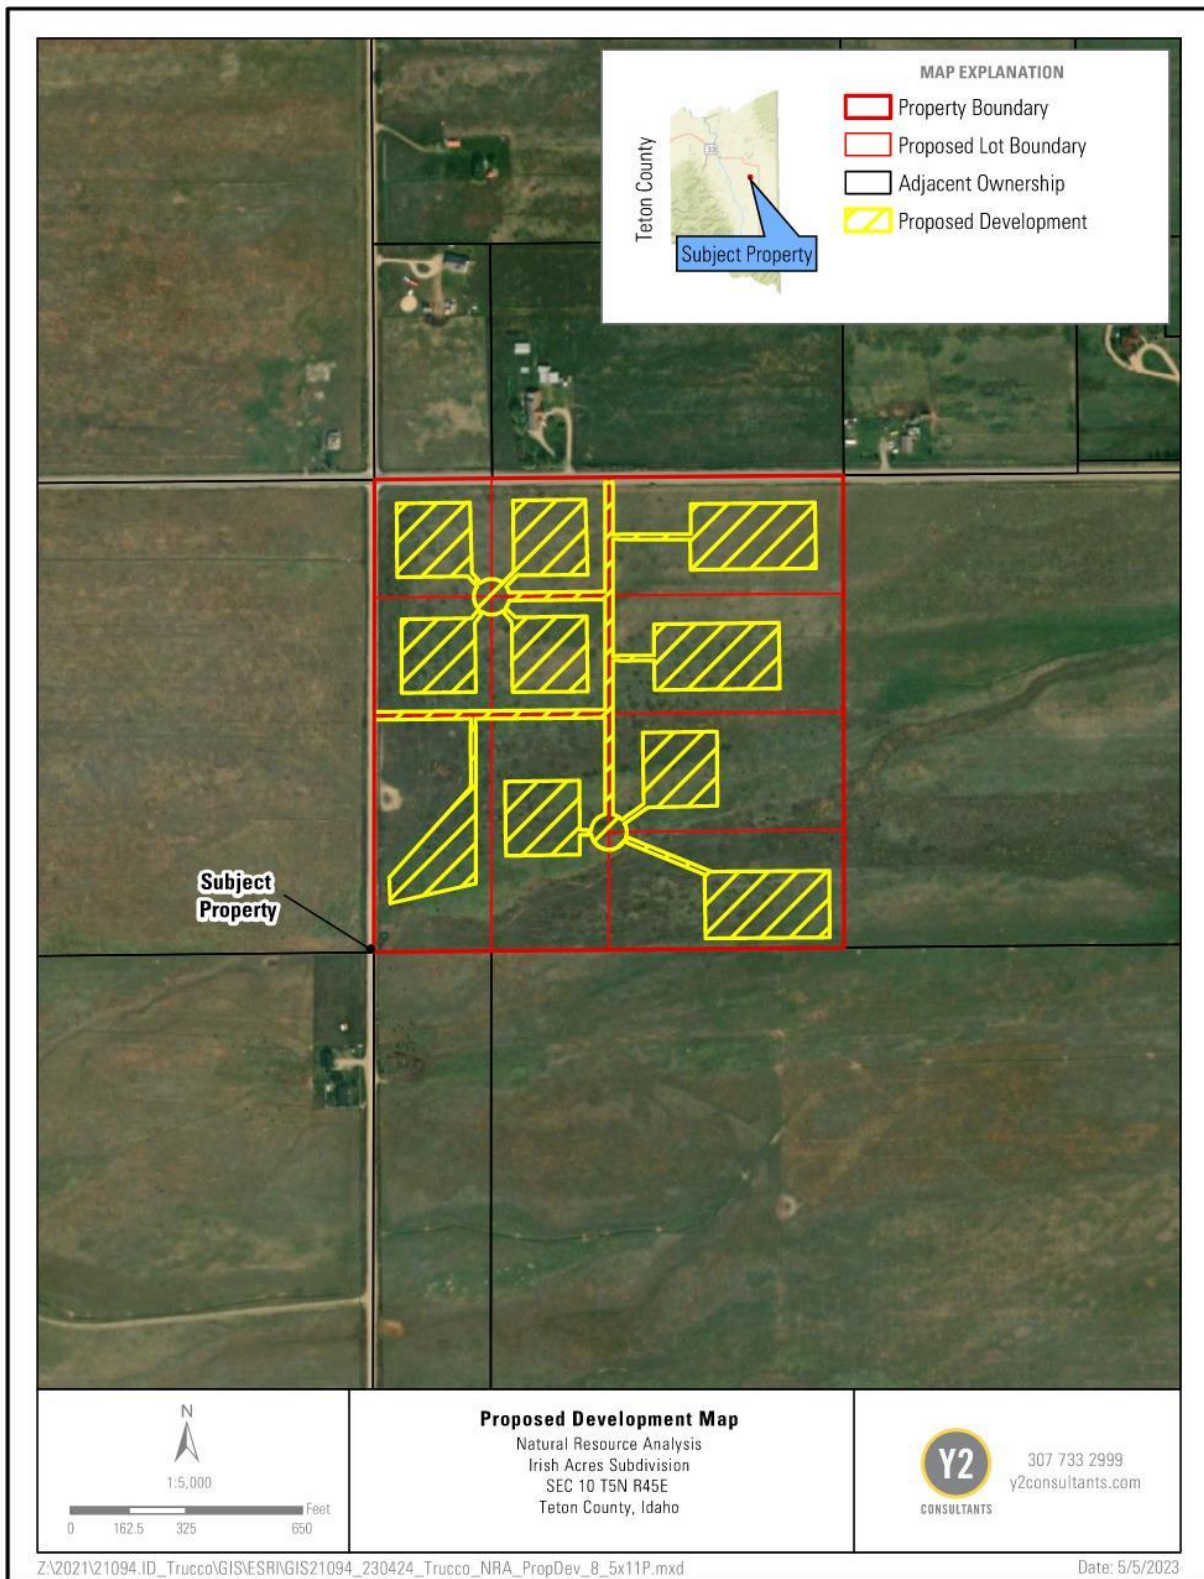 MAP EXPLANATION
Property Boundary
Proposed Lot Boundary
Adjacent Ownership
Proposed Development
Teton County
33
Subject Property
Subject
Property
N
1:5,000
Feet
0 162.5 325 650
Proposed Development Map
Natural Resource Analysis
Irish Acres Subdivision
SEC 10 T5N R45E
Teton County, Idaho
Y2
CONSULTANTS
307 733 2999
y2consultants.com
Z:\2021\21094.ID_Trucco\GIS\ESRI\GIS21094_230424_Trucco_NRA_PropDev_8_5x11P.mxd
Date: 5/5/2023